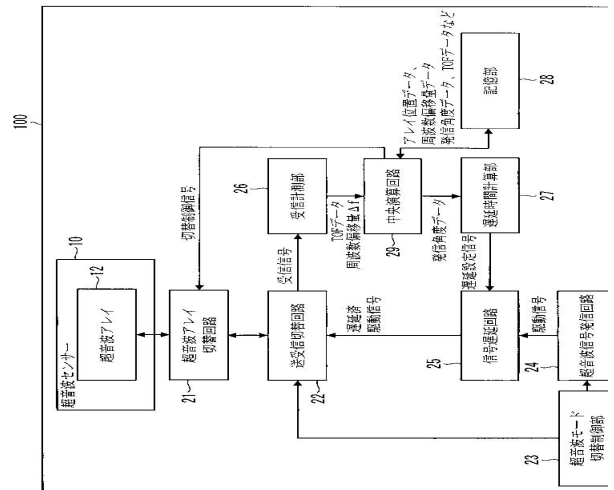 100
10
超音波センサー
12
超音波アレイ
超音波アレイ
切替回路
21
切替制御信号
送受信切替回路
22
受信信号
受信計測部
26
TOFデータ
周波数偏移量Δf
中央演算回路
29
アレイ位置データ、
周波数偏移量データ
発信角度データ、TOFデータなど
記憶部
28
発信角度データ
遅延時間計算部
27
遅延設定信号
遅延済
駆動信号
信号遅延回路
25
駆動信号
超音波信号発信回路
24
超音波モード
切替制御部
23